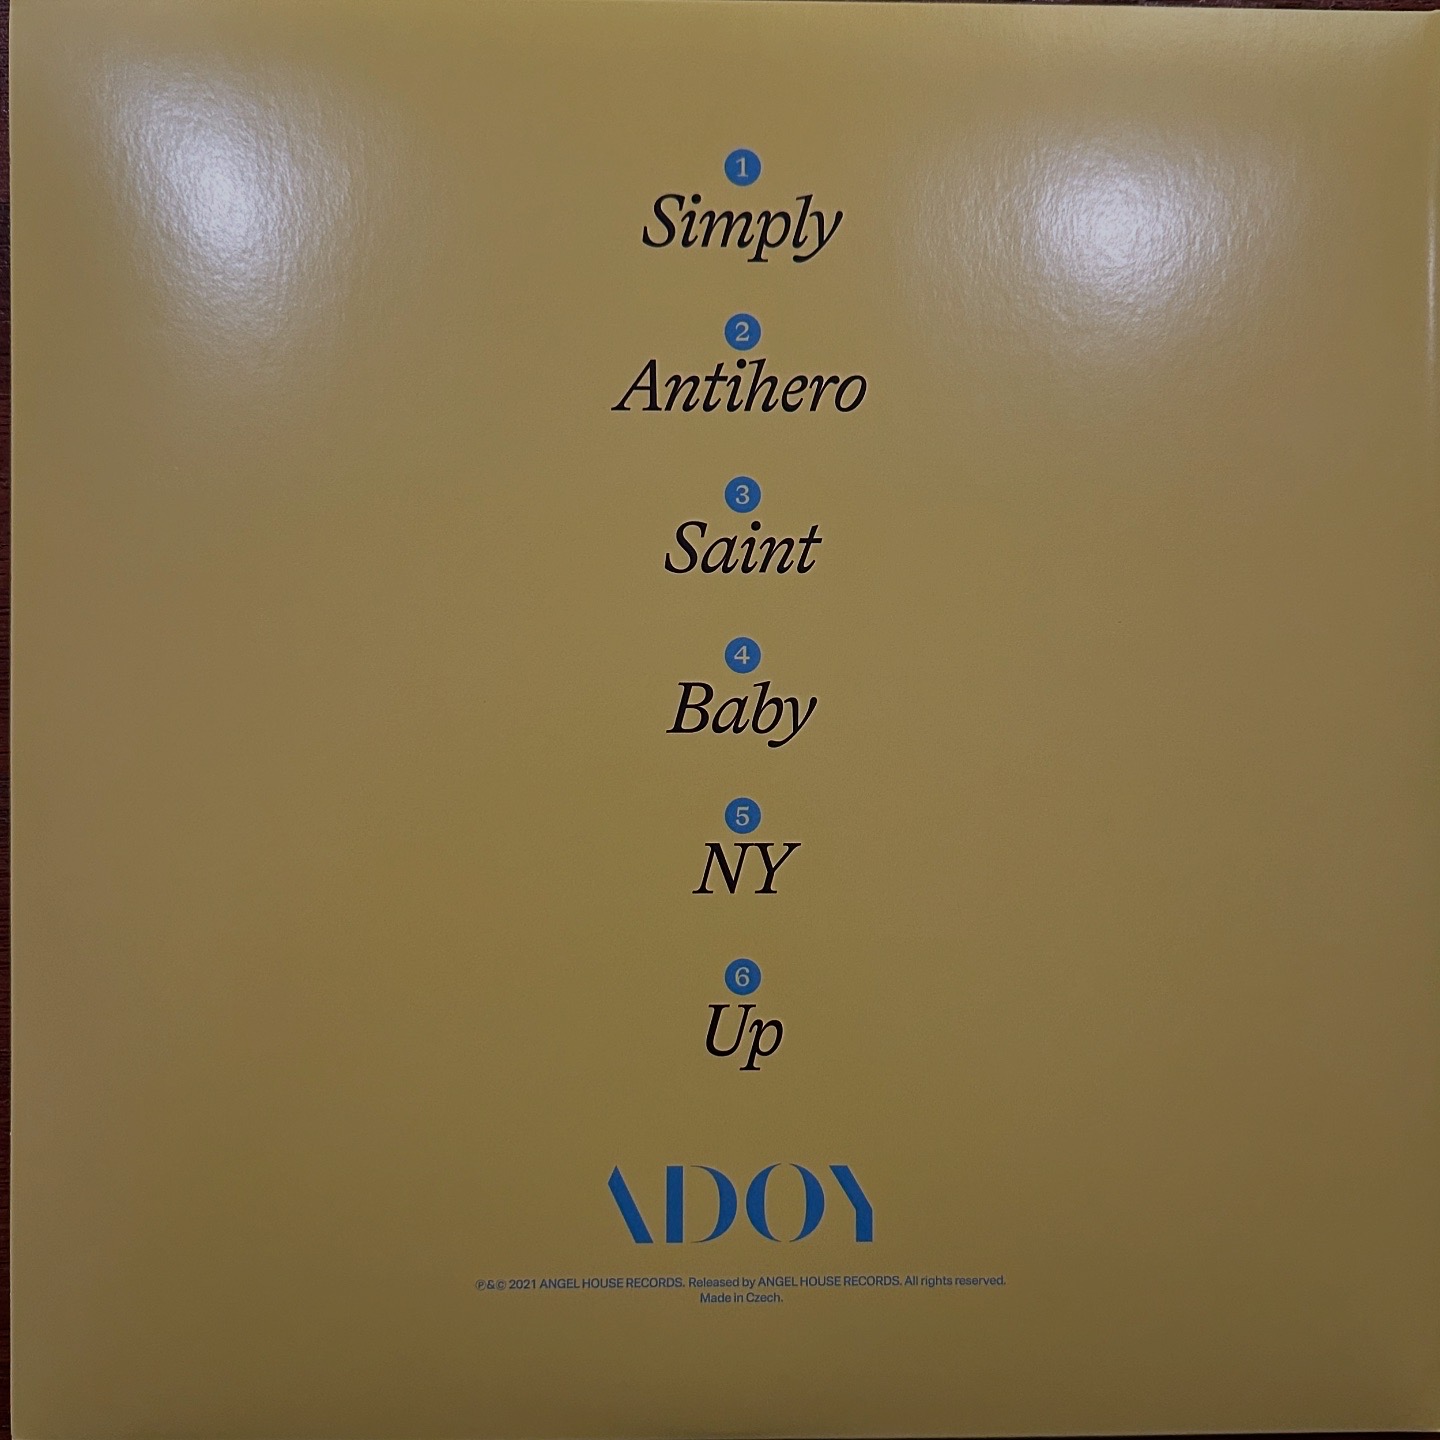 1
Simply
2
Antihero
3
Saint
4
Baby
5
NY
6
Up
ADOY
℗&© 2021 ANGEL HOUSE RECORDS. Released by ANGEL HOUSE RECORDS. All rights reserved.
Made in Czech.